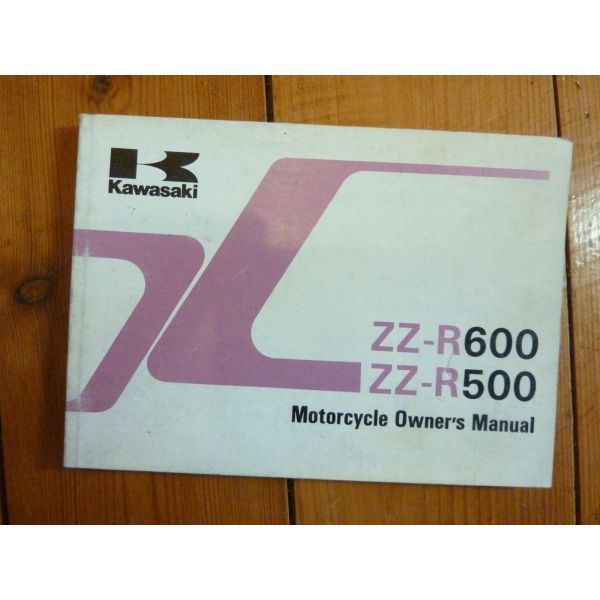 Kawasaki
ZZ-R600
ZZ-R500
Motorcycle Owner's Manual